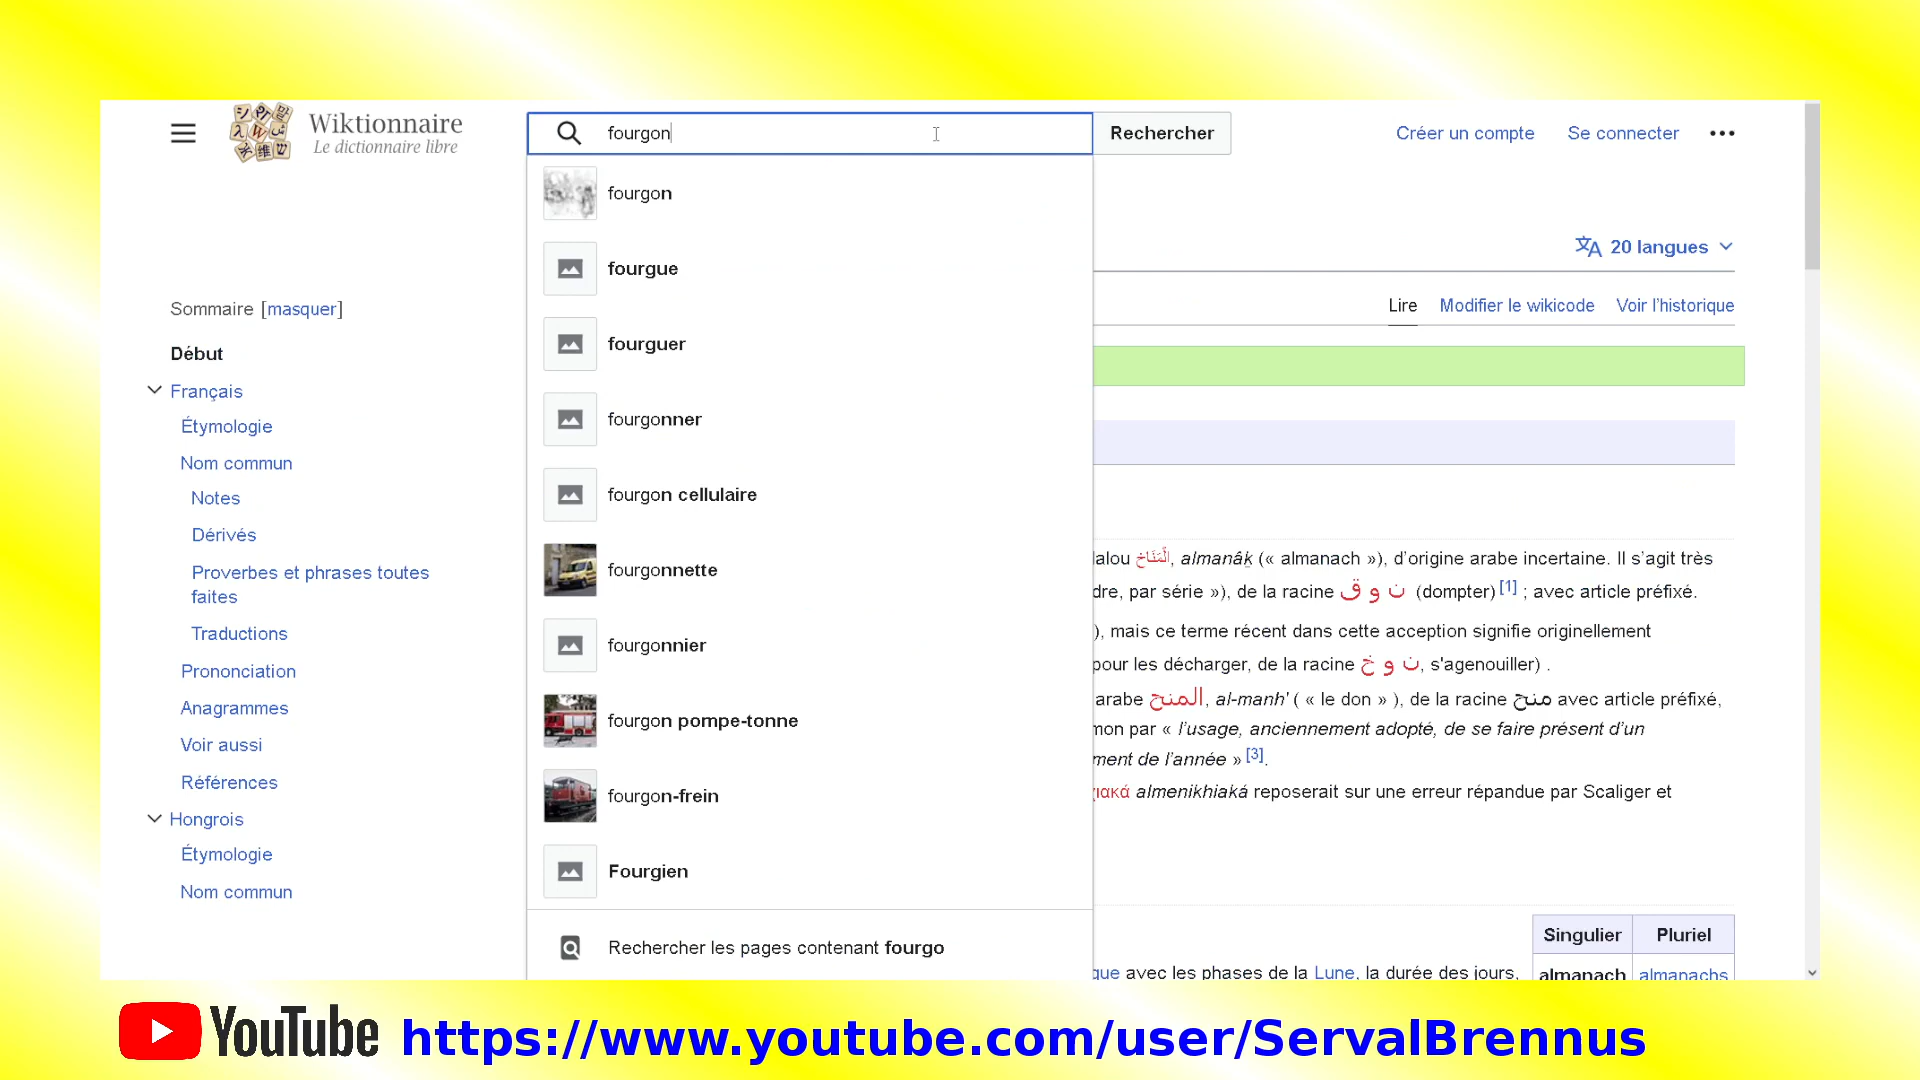 Wiktionnaire
Le dictionnaire libre
fourgon
Rechercher
Créer un compte
Se connecter
fourgon
fourgue
fourguer
fourgonner
fourgon cellulaire
fourgonnette
fourgonnier
fourgon pompe-tonne
fourgon-frein
Fourgien
Rechercher les pages contenant fourgo
20 langues
Lire
Modifier le wikicode
Voir l’historique
Sommaire [masquer]
Début
Français
Étymologie
Nom commun
Notes
Dérivés
Proverbes et phrases toutes
faites
Traductions
Prononciation
Anagrammes
Voir aussi
Références
Hongrois
Étymologie
Nom commun
almanâḵ (« almanach »), d’origine arabe incertaine. Il s’agit très
dre, par série »), de la racine ن و ق (dompter) [1] ; avec article préfixé.
), mais ce terme récent dans cette acception signifie originellement
pour les décharger, de la racine ن و خ, s'agenouiller) .
arabe المنح, al-manh' ( « le don » ), de la racine منح avec article préfixé,
mon par « l’usage, anciennement adopté, de se faire présent d’un
ment de l’année » [3].
almenikhiaká reposerait sur une erreur répandue par Scaliger et
Singulier
Pluriel
que avec les phases de la Lune, la durée des jours,
almanach
almanachs
YouTube
https://www.youtube.com/user/ServalBrennus